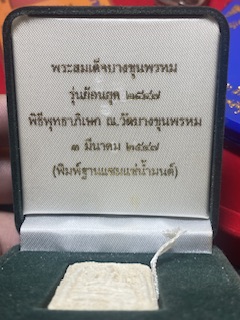 พระสมเด็จบางขุนพรหม
รุ่นย้อนยุค ๒๕๔๗
พิธีพุทธาภิเษก ณ.วัดบางขุนพรหม
๓ มีนาคม ๒๕๔๗
(พิมพ์ฐานแซมแช่น้ำมนต์)